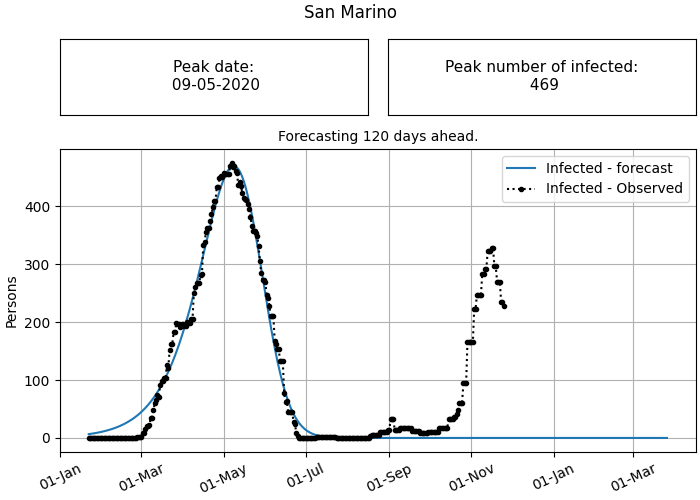 San Marino
Peak date:
09-05-2020
Peak number of infected:
469
Forecasting 120 days ahead.
Infected - forecast
Infected - Observed
Persons
400
300
200
100
0
01-Jan
01-Mar
01-May
01-Jul
01-Sep
01-Nov
01-Jan
01-Mar